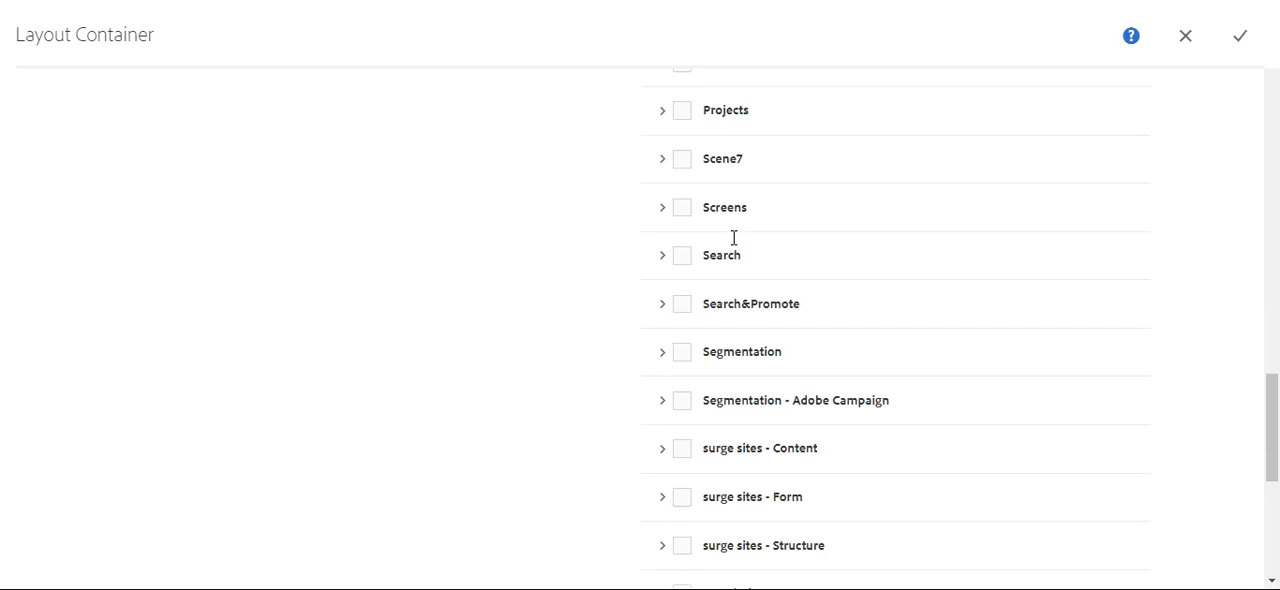 Layout Container
?
Projects
Scene7
Screens
Search
Search&Promote
Segmentation
Segmentation - Adobe Campaign
surge sites - Content
surge sites - Form
surge sites - Structure